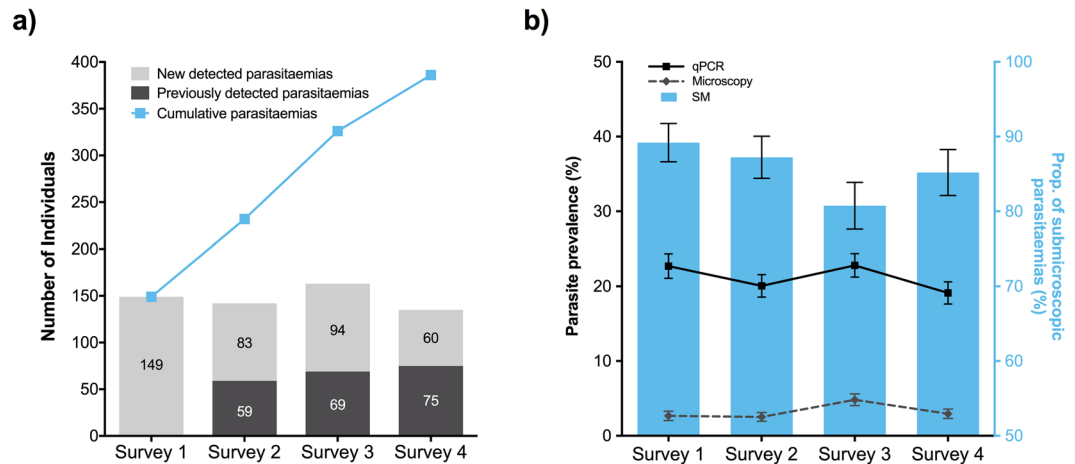 a)
Number of Individuals
400
350
300
250
200
150
100
50
0
New detected parasitaemias
Previously detected parasitaemias
Cumulative parasitaemias
149
83
94
60
59
69
75
Survey 1 Survey 2 Survey 3 Survey 4
b)
Parasite prevalence (%)
50
40
30
20
10
0
qPCR
Microscopy
SM
100
90
80
70
60
50
Prop. of submicroscopic
parasitaemias (%)
Survey 1 Survey 2 Survey 3 Survey 4